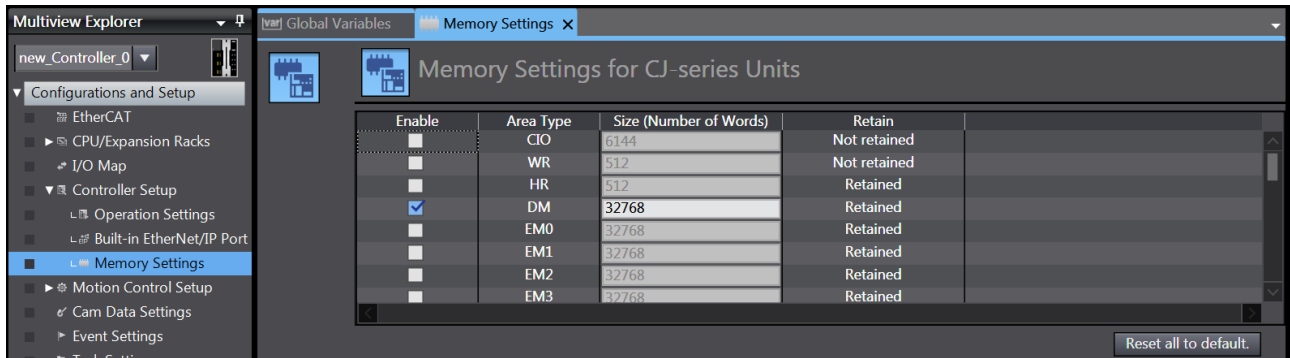 Multiview Explorer
new_Controller_0
Configurations and Setup
EtherCAT
CPU/Expansion Racks
I/O Map
Controller Setup
Operation Settings
Built-in EtherNet/IP Port
Memory Settings
Motion Control Setup
Cam Data Settings
Event Settings
var Global Variables
Memory Settings
Memory Settings for CJ-series Units
Enable Area Type Size (Number of Words) Retain
CIO 6144 Not retained
WR 512 Not retained
HR 512 Retained
DM 32768 Retained
EM0 32768 Retained
EM1 32768 Retained
EM2 32768 Retained
EM3 32768 Retained
Reset all to default.